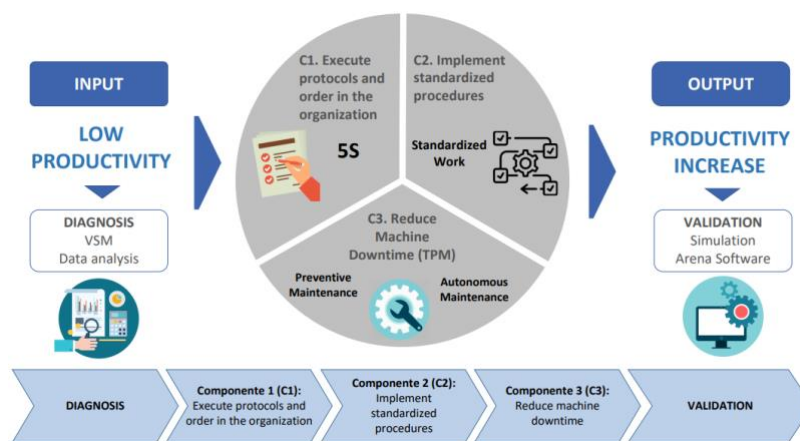 INPUT
LOW
PRODUCTIVITY
DIAGNOSIS
VSM
Data analysis
C1. Execute
protocols and
order in the
organization
5S
C2. Implement
standardized
procedures
Standardized
Work
C3. Reduce
Machine
Downtime (TPM)
Preventive
Maintenance
Autonomous
Maintenance
OUTPUT
PRODUCTIVITY
INCREASE
VALIDATION
Simulation
Arena Software
DIAGNOSIS
Componente 1 (C1):
Execute protocols and
order in the organization
Componente 2 (C2):
Implement
standardized
procedures
Componente 3 (C3):
Reduce machine
downtime
VALIDATION